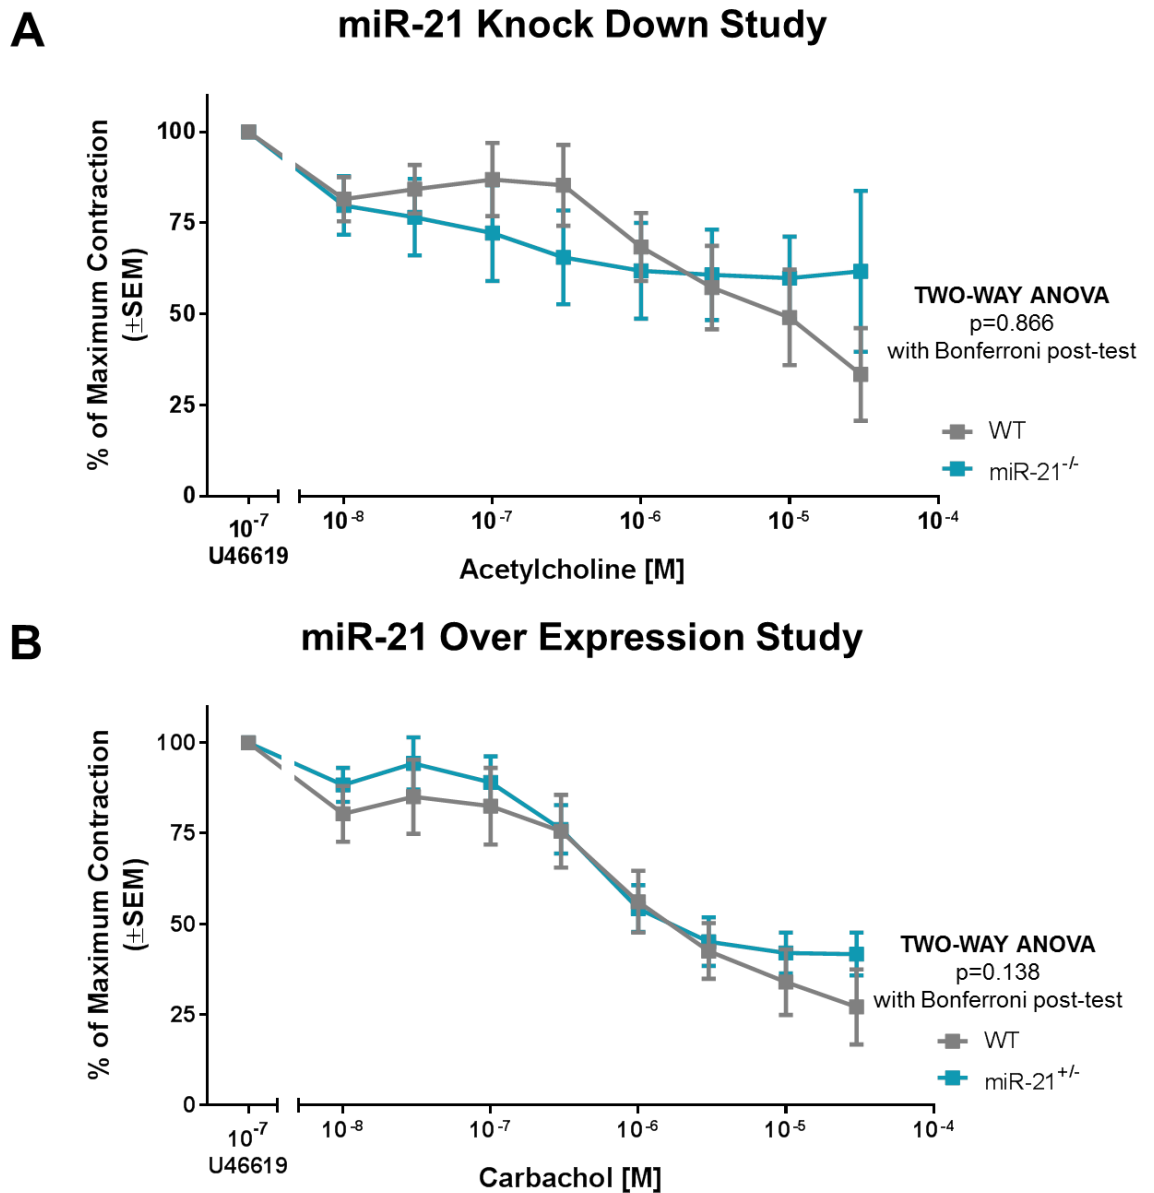 A
miR-21 Knock Down Study
% of Maximum Contraction
(±SEM)
100
75
50
25
0
TWO-WAY ANOVA
p=0.866
with Bonferroni post-test
WT
miR-21-/-
10-7
U46619
10-8
10-7
10-6
10-5
10-4
Acetylcholine [M]
B
miR-21 Over Expression Study
% of Maximum Contraction
(±SEM)
100
75
50
25
0
TWO-WAY ANOVA
p=0.138
with Bonferroni post-test
WT
miR-21+/-
10-7
U46619
10-8
10-7
10-6
10-5
10-4
Carbachol [M]